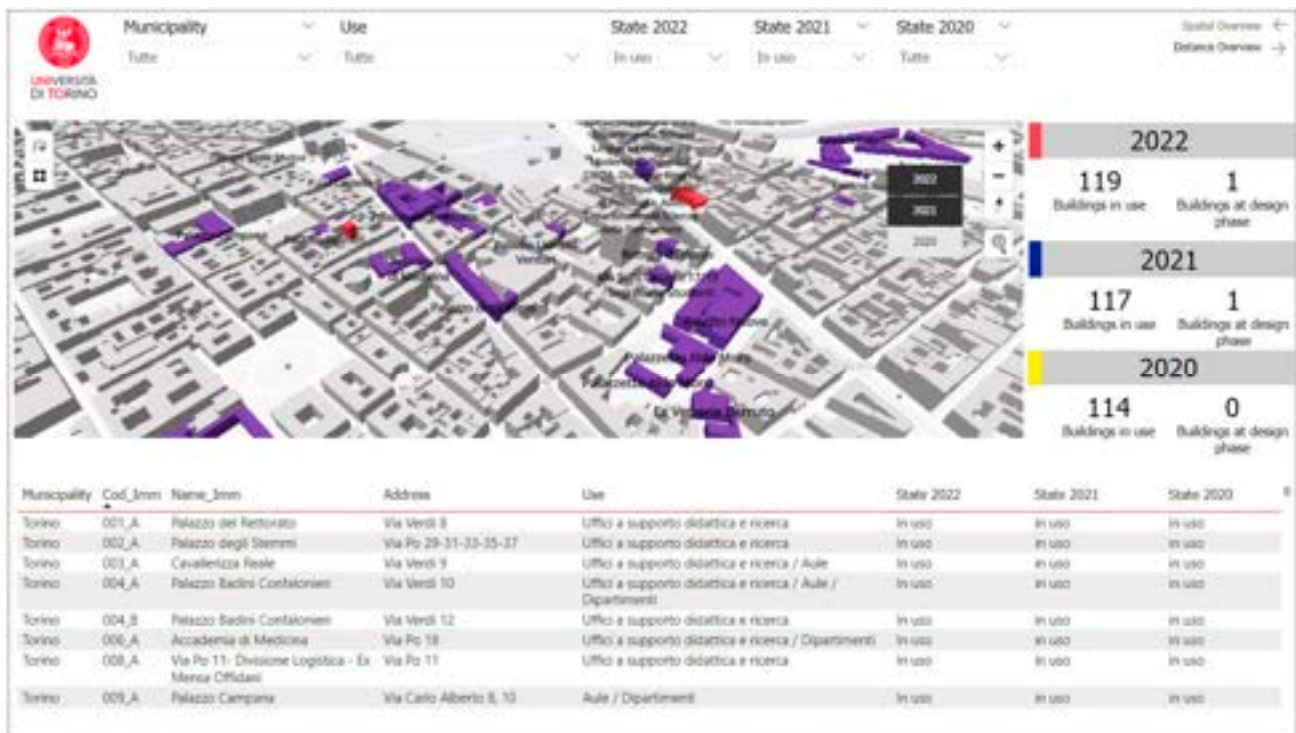 Municipality
Use
State 2022
State 2021
State 2020
Spatial Overview
Tutte
Tutte
In uso
In uso
Tutte
Distance Overview
UNIVERSITÀ
DI TORINO
2022
119
1
Buildings in use
Buildings at design
phase
2022
2021
2020
2021
117
1
Buildings in use
Buildings at design
phase
Palazzo Nuovo
Palazzetto Aldo Moro
Palazzetto Aldo Moro
2020
114
0
Buildings in use
Buildings at design
phase
Municipality Cod_Imm Name_Imm Address Use State 2022 State 2021 State 2020
Torino 001_A Palazzo del Rettorato Via Verdi 8 Uffici a supporto didattica e ricerca In uso in uso in uso
Torino 002_A Palazzo degli Stemmi Via Po 29-31-33-35-37 Uffici a supporto didattica e ricerca In uso in uso in uso
Torino 003_A Cavallerizza Reale Via Verdi 9 Uffici a supporto didattica e ricerca / Aule In uso in uso in uso
Torino 004_A Palazzo Badini Confalonieri Via Verdi 10 Uffici a supporto didattica e ricerca / Aule /
Dipartimenti In uso in uso in uso
Torino 004_B Palazzo Badini Confalonieri Via Verdi 12 Uffici a supporto didattica e ricerca In uso in uso in uso
Torino 006_A Accademia di Medicina Via Po 18 Uffici a supporto didattica e ricerca / Dipartimenti In uso in uso in uso
Torino 008_A Via Po 11- Divisione Logistica - Ex
Mensa Offidani Via Po 11 Uffici a supporto didattica e ricerca In uso in uso in uso
Torino 009_A Palazzo Campana Via Carlo Alberto 8, 10 Aule / Dipartimenti In uso in uso in uso